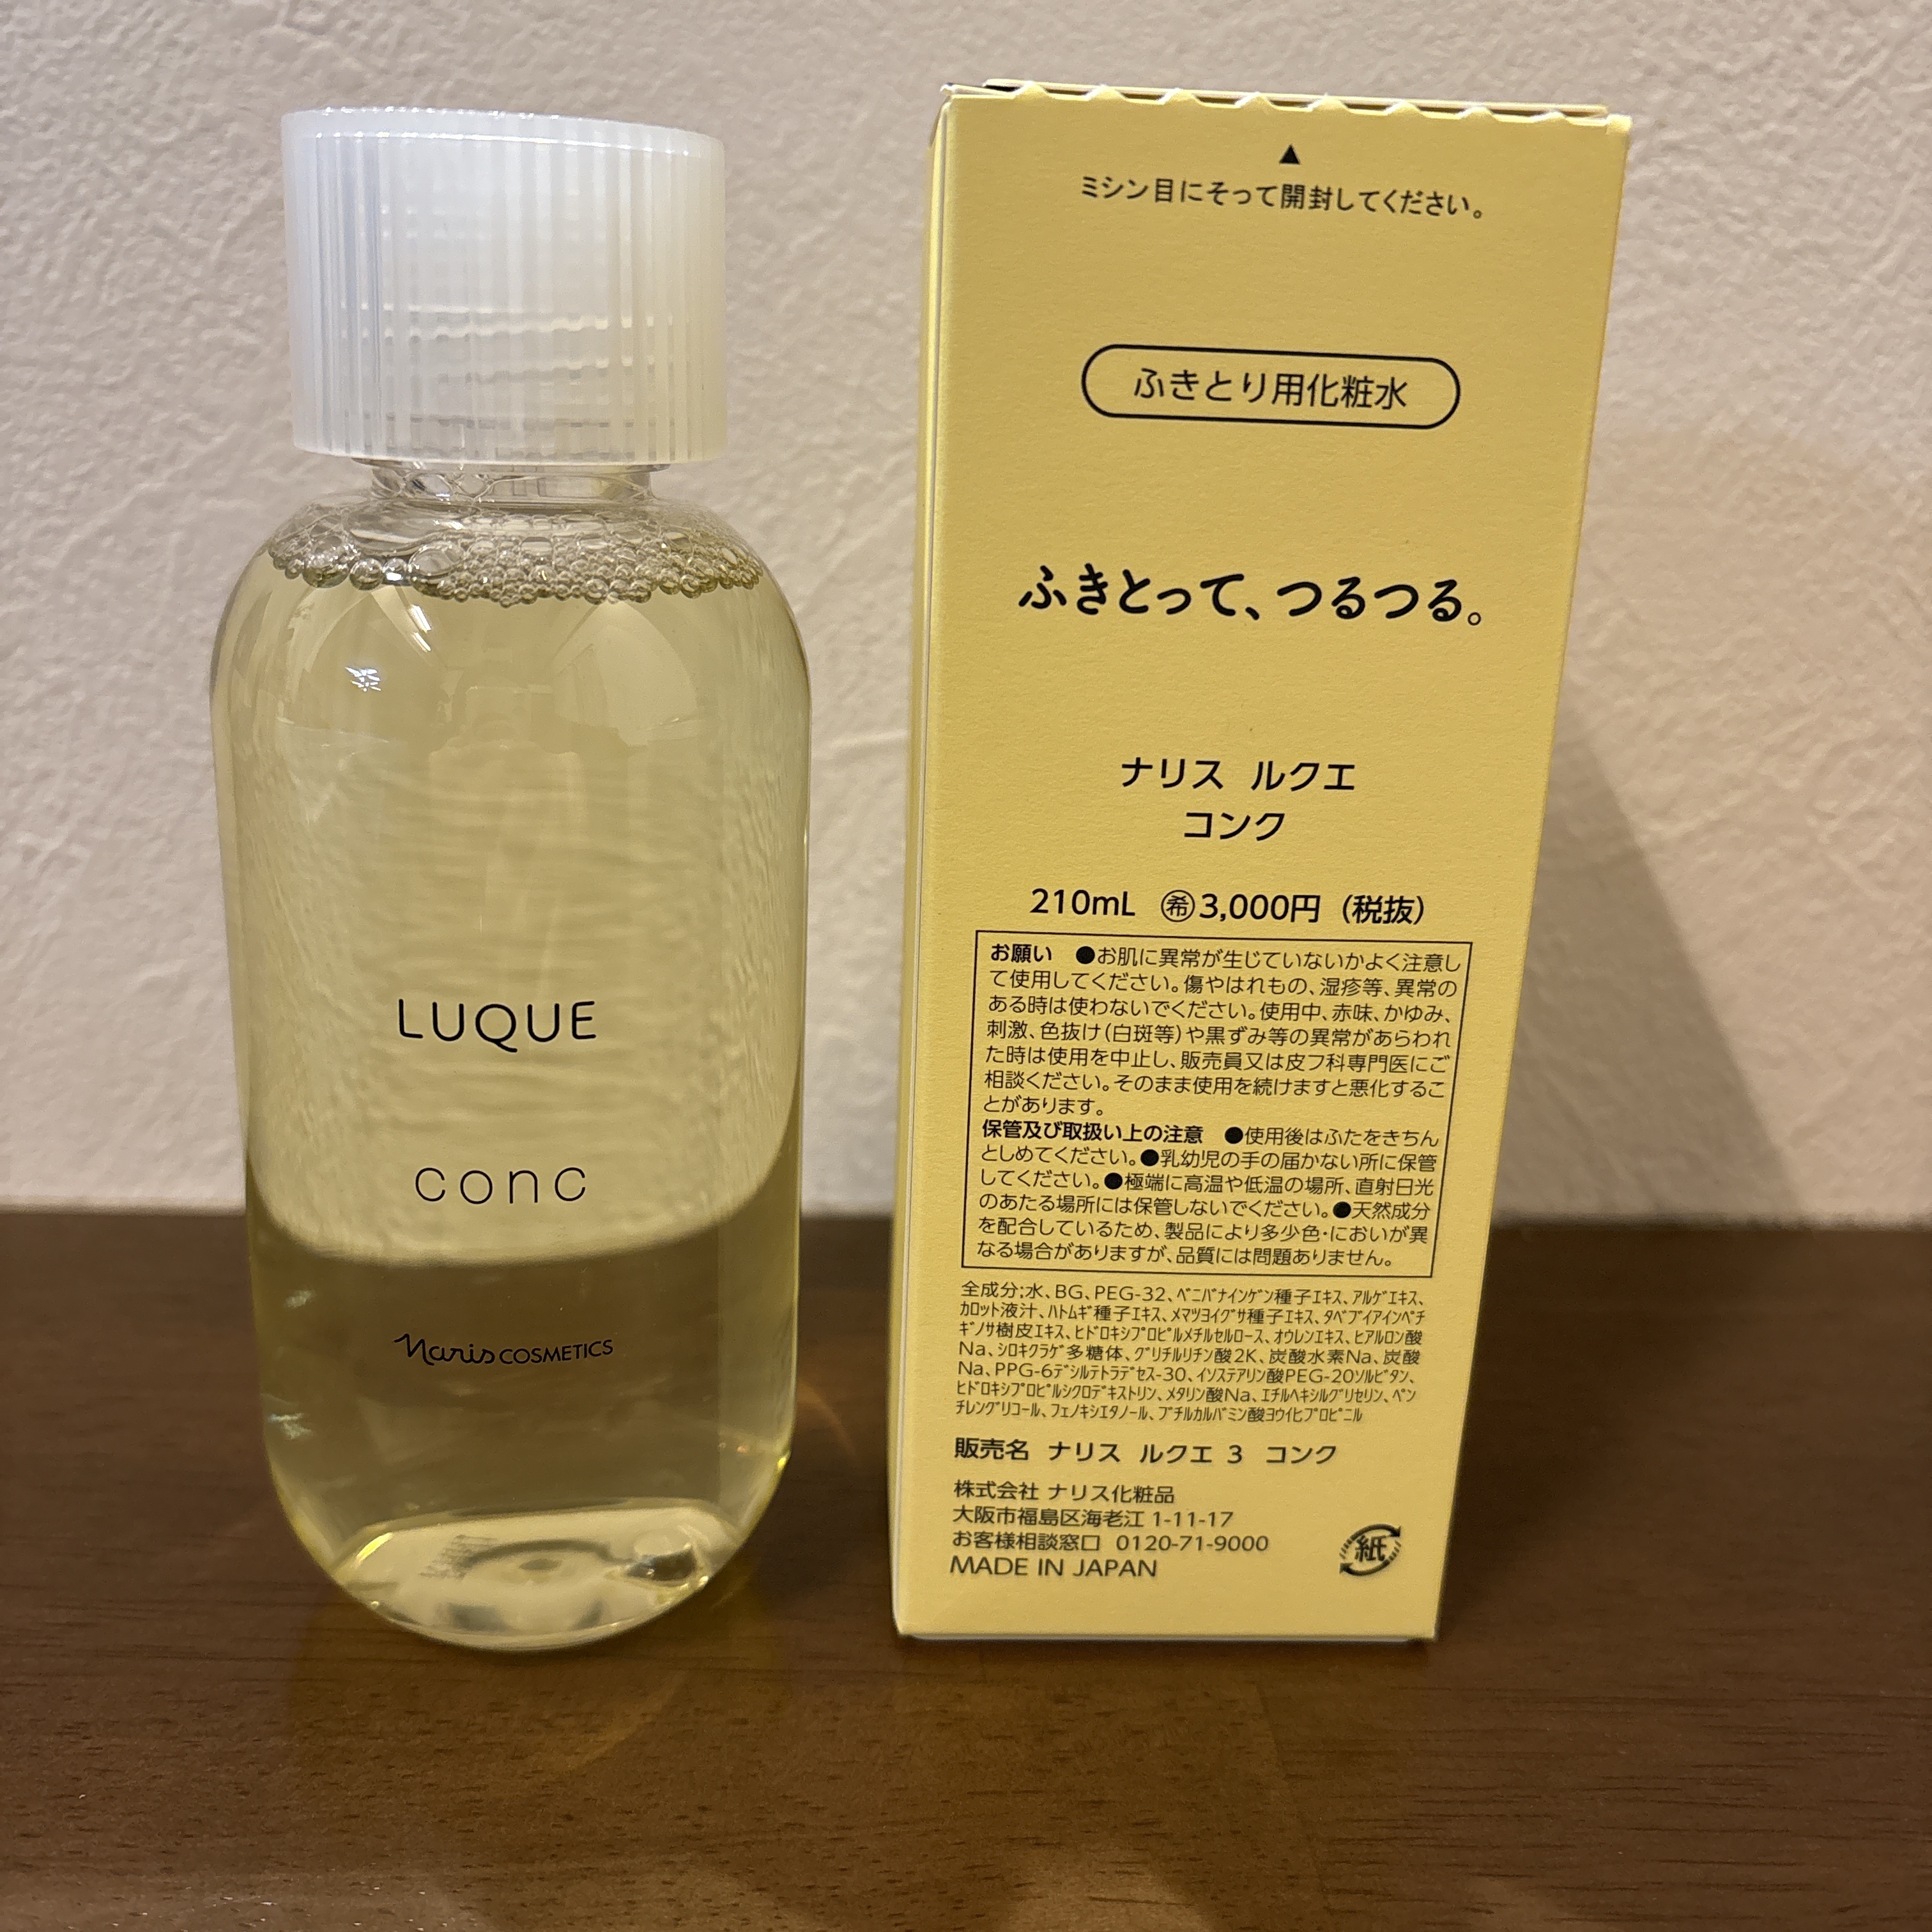 LUQUE
conc
Naris COSMETICS
▲
ミシン目にそって開封してください。
ふきとり用化粧水
ふきとって、つるつる。
ナリス ルクエ
コンク
210mL ㊙希3,000円（税抜）
お願い ●お肌に異常が生じていないかよく注意し
て使用してください。傷やはれもの、湿疹等、異常の
ある時は使わないでください。使用中、赤味、かゆみ、
刺激、色抜け（白斑等）や黒ずみ等の異常があらわれ
た時は使用を中止し、販売員又は皮フ科専門医にご
相談ください。そのまま使用を続けますと悪化するこ
とがあります。
保管及び取扱い上の注意 ●使用後はふたをきちん
としめてください。●乳幼児の手の届かない所に保管
してください。●極端に高温や低温の場所、直射日光
のあたる場所には保管しないでください。●天然成分
を配合しているため、製品により多少色・においが異
なる場合がありますが、品質には問題ありません。
全成分;水、BG、PEG-32、ベニバナインゲン種子エキス、アルゲエキス、
カロット液汁、ハトムギ種子エキス、メマツヨイグサ種子エキス、タベブイアインペチ
ギノサ樹皮エキス、ヒドロキシプロピルメチルセルロース、オウレンエキス、ヒアルロン酸
Na、シロキクラゲ多糖体、グリチルリチン酸2K、炭酸水素Na、炭酸
Na、PPG-6デシルテトラデセス-30、イソステアリン酸PEG-20ソルビタン、
ヒドロキシプロピルシクロデキストリン、メタリン酸Na、エチルヘキシルグリセリン、ペン
チレングリコール、フェノキシエタノール、ブチルカルバミン酸ヨウ化プロピニル
販売名 ナリス ルクエ 3 コンク
株式会社 ナリス化粧品
大阪市福島区海老江 1-11-17
お客様相談窓口 0120-71-9000
MADE IN JAPAN
紙